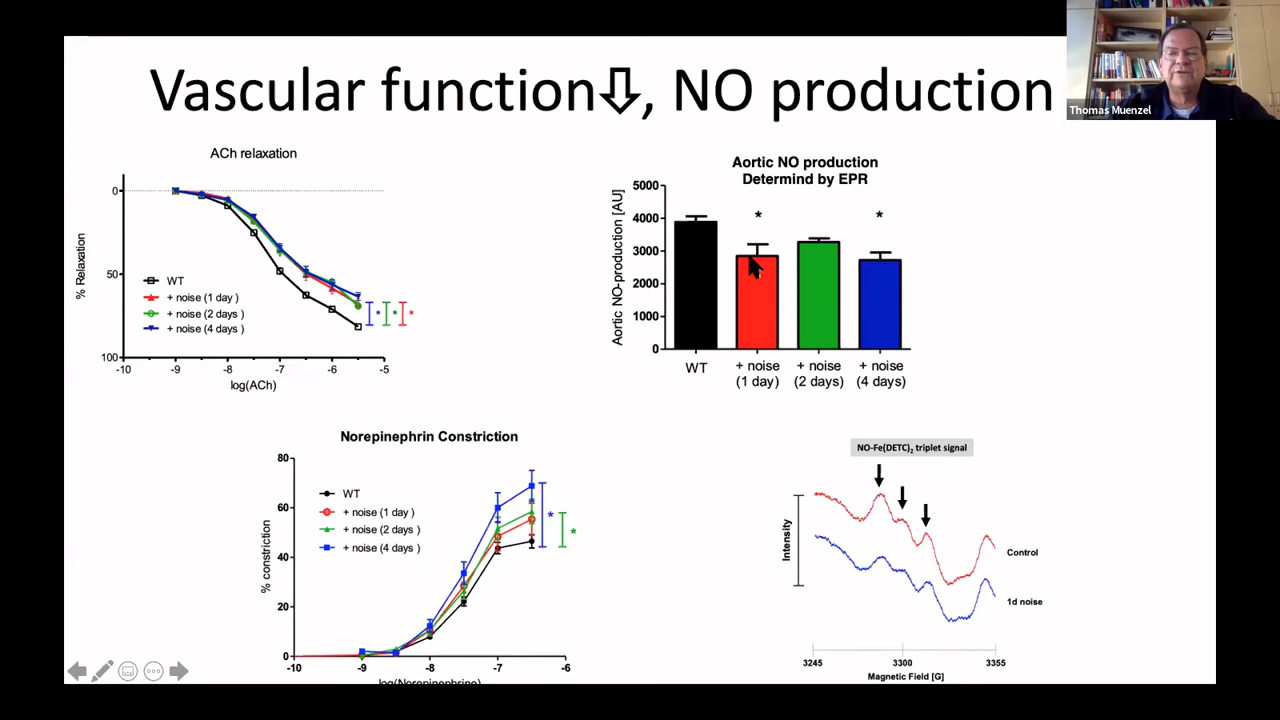 Vascular function⇩, NO production
Thomas Muenzel
ACh relaxation
0
50
100
% Relaxation
WT
+ noise (1 day )
+ noise (2 days )
+ noise (4 days )
* * *
-10 -9 -8 -7 -6 -5
log(ACh)
Aortic NO production
Determind by EPR
5000
4000
3000
2000
1000
0
Aortic NO-production [AU]
* *
WT
+ noise
(1 day)
+ noise
(2 days)
+ noise
(4 days)
Norepinephrin Constriction
80
60
40
20
0
% constriction
WT
+ noise (1 day )
+ noise (2 days )
+ noise (4 days )
* *
-10 -9 -8 -7 -6
log(Norepinephrine)
NO-Fe(DETC)2 triplet signal
Intensity
Control
1d noise
3245 3300 3355
Magnetic Field [G]